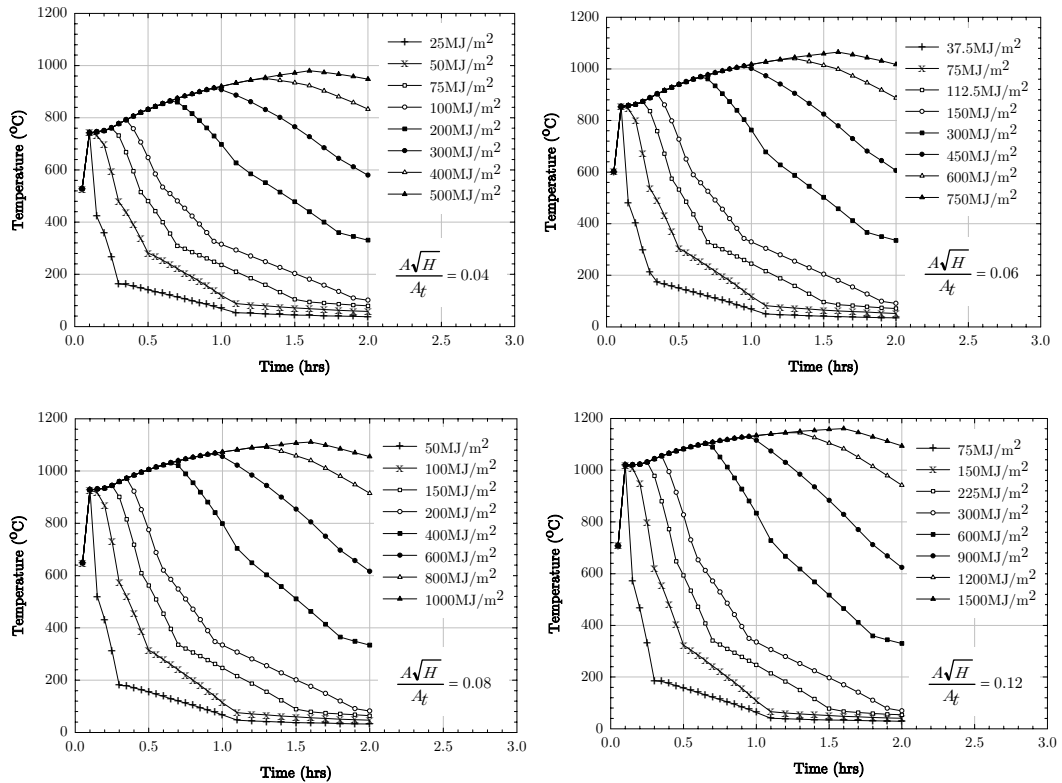 1200
1000
800
600
400
200
0
Temperature (°C)
25MJ/m²
50MJ/m²
75MJ/m²
100MJ/m²
200MJ/m²
300MJ/m²
400MJ/m²
500MJ/m²
A√H/A_t = 0.04
0.0 0.5 1.0 1.5 2.0 2.5 3.0
Time (hrs)
1200
1000
800
600
400
200
0
Temperature (°C)
37.5MJ/m²
75MJ/m²
112.5MJ/m²
150MJ/m²
300MJ/m²
450MJ/m²
600MJ/m²
750MJ/m²
A√H/A_t = 0.06
0.0 0.5 1.0 1.5 2.0 2.5 3.0
Time (hrs)
1200
1000
800
600
400
200
0
Temperature (°C)
50MJ/m²
100MJ/m²
150MJ/m²
200MJ/m²
400MJ/m²
600MJ/m²
800MJ/m²
1000MJ/m²
A√H/A_t = 0.08
0.0 0.5 1.0 1.5 2.0 2.5 3.0
Time (hrs)
1200
1000
800
600
400
200
0
Temperature (°C)
75MJ/m²
150MJ/m²
225MJ/m²
300MJ/m²
600MJ/m²
900MJ/m²
1200MJ/m²
1500MJ/m²
A√H/A_t = 0.12
0.0 0.5 1.0 1.5 2.0 2.5 3.0
Time (hrs)